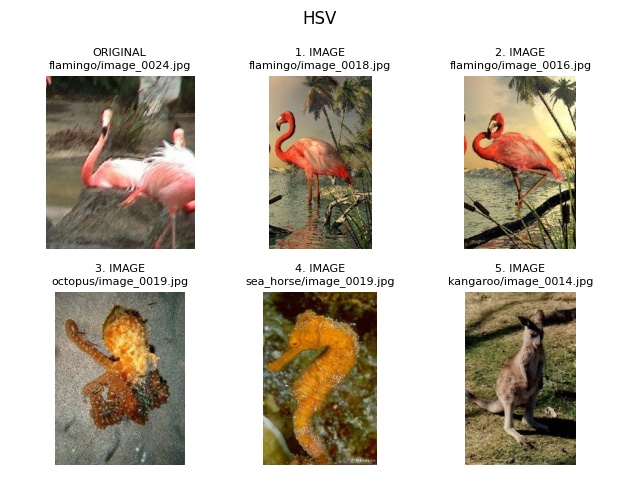 HSV
ORIGINAL
flamingo/image_0024.jpg
1. IMAGE
flamingo/image_0018.jpg
2. IMAGE
flamingo/image_0016.jpg
3. IMAGE
octopus/image_0019.jpg
4. IMAGE
sea_horse/image_0019.jpg
5. IMAGE
kangaroo/image_0014.jpg